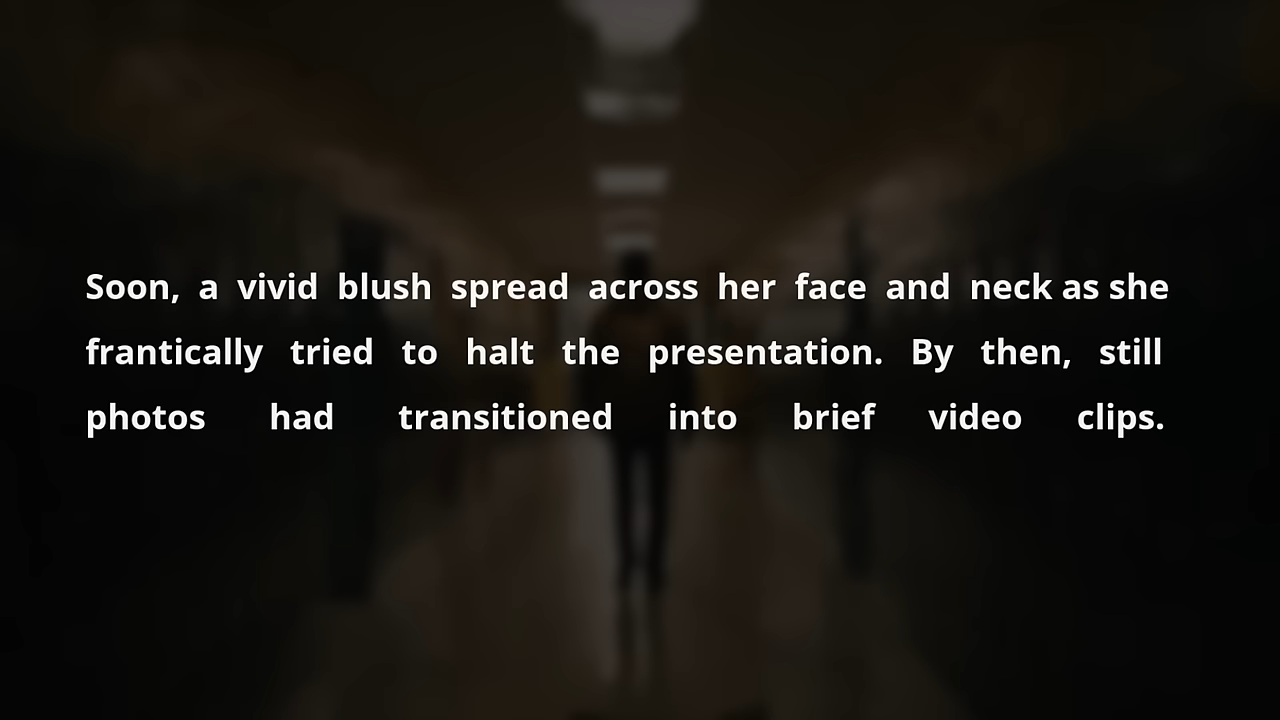 Soon, a vivid blush spread across her face and neck as she
frantically tried to halt the presentation. By then, still
photos had transitioned into brief video clips.